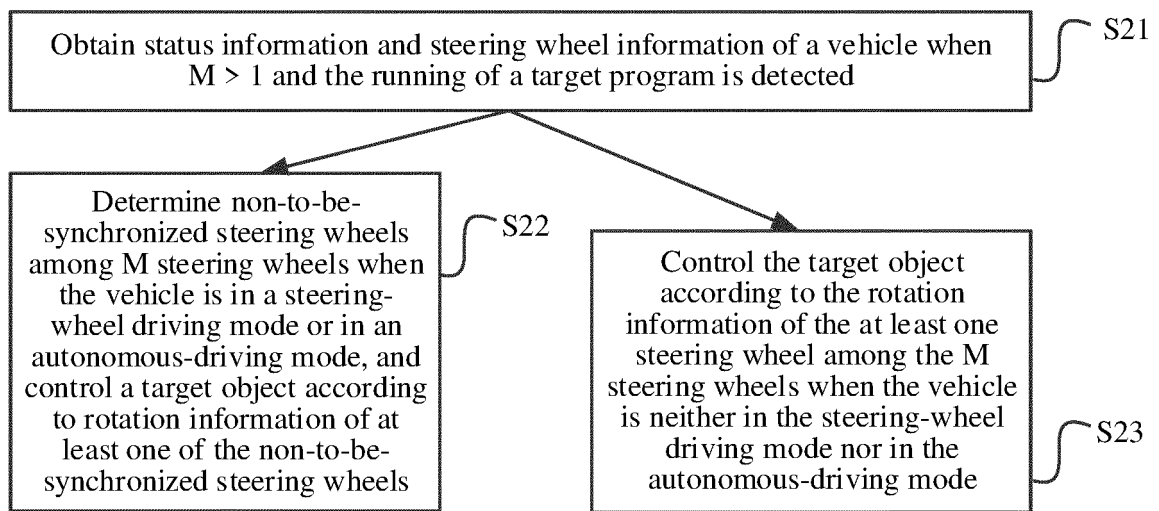 Obtain status information and steering wheel information of a vehicle when
M > 1 and the running of a target program is detected
S21
Determine non-to-be-
synchronized steering wheels
among M steering wheels when
the vehicle is in a steering-
wheel driving mode or in an
autonomous-driving mode, and
control a target object according
to rotation information of at
least one of the non-to-be-
synchronized steering wheels
S22
Control the target object
according to the rotation
information of the at least one
steering wheel among the M
steering wheels when the vehicle
is neither in the steering-wheel
driving mode nor in the
autonomous-driving mode
S23